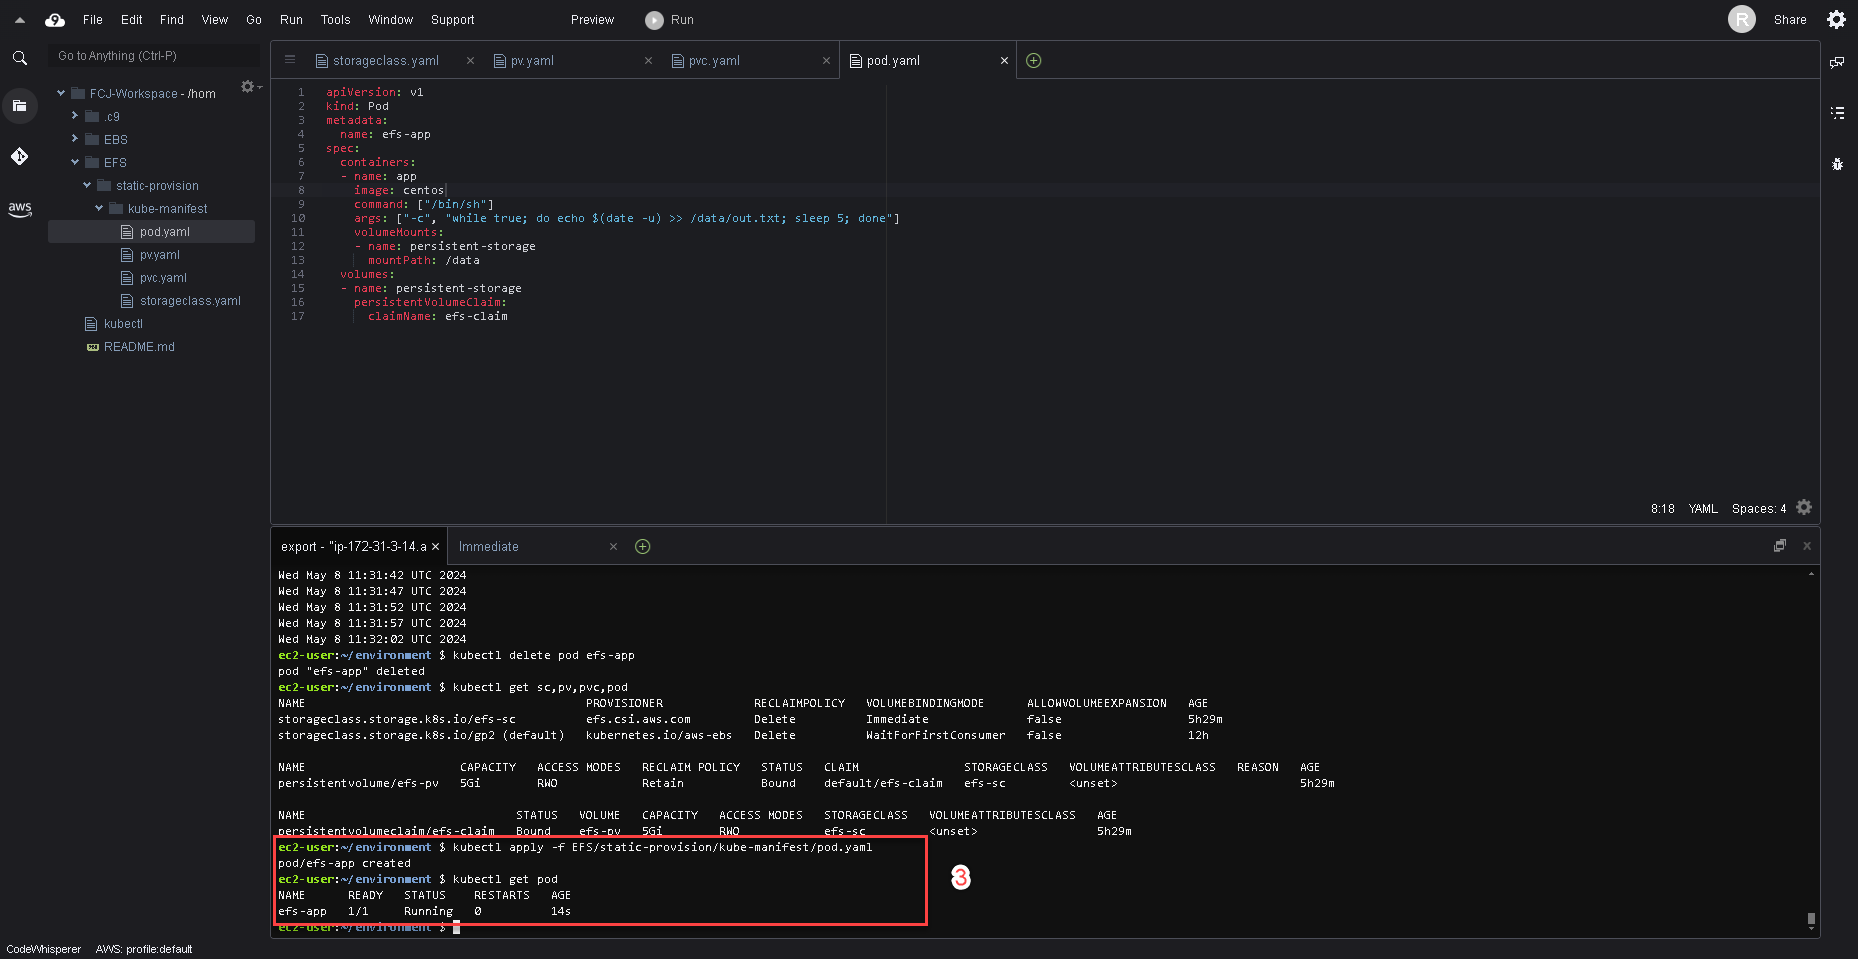 File Edit Find View Go Run Tools Window Support Preview Run R Share
Go to Anything (Ctrl-P)
storageclass.yaml pv.yaml pvc.yaml pod.yaml
FCJ-Workspace - /hom
.c9
EBS
EFS
static-provision
kube-manifest
pod.yaml
pv.yaml
pvc.yaml
storageclass.yaml
kubectl
README.md
aws
1 apiVersion: v1
2 kind: Pod
3 metadata:
4 name: efs-app
5 spec:
6 containers:
7 - name: app
8 image: centos
9 command: ["/bin/sh"]
10 args: ["-c", "while true; do echo $(date -u) >> /data/out.txt; sleep 5; done"]
11 volumeMounts:
12 - name: persistent-storage
13 mountPath: /data
14 volumes:
15 - name: persistent-storage
16 persistentVolumeClaim:
17 claimName: efs-claim
8:18 YAML Spaces: 4
export - "ip-172-31-3-14.a Immediate
Wed May 8 11:31:42 UTC 2024
Wed May 8 11:31:47 UTC 2024
Wed May 8 11:31:52 UTC 2024
Wed May 8 11:31:57 UTC 2024
Wed May 8 11:32:02 UTC 2024
ec2-user:~/environment $ kubectl delete pod efs-app
pod "efs-app" deleted
ec2-user:~/environment $ kubectl get sc,pv,pvc,pod
NAME PROVISIONER RECLAIMPOLICY VOLUMEBINDINGMODE ALLOWVOLUMEEXPANSION AGE
storageclass.storage.k8s.io/efs-sc efs.csi.aws.com Delete Immediate false 5h29m
storageclass.storage.k8s.io/gp2 (default) kubernetes.io/aws-ebs Delete WaitForFirstConsumer false 12h
NAME CAPACITY ACCESS MODES RECLAIM POLICY STATUS CLAIM STORAGECLASS VOLUMEATTRIBUTESCLASS REASON AGE
persistentvolume/efs-pv 5Gi RWO Retain Bound default/efs-claim efs-sc <unset> 5h29m
NAME STATUS VOLUME CAPACITY ACCESS MODES STORAGECLASS VOLUMEATTRIBUTESCLASS AGE
persistentvolumeclaim/efs-claim Bound efs-pv 5Gi RWO efs-sc <unset> 5h29m
ec2-user:~/environment $ kubectl apply -f EFS/static-provision/kube-manifest/pod.yaml
pod/efs-app created
ec2-user:~/environment $ kubectl get pod
NAME READY STATUS RESTARTS AGE
efs-app 1/1 Running 0 14s
ec2-user:~/environment $
3
CodeWhisperer AWS: profile:default